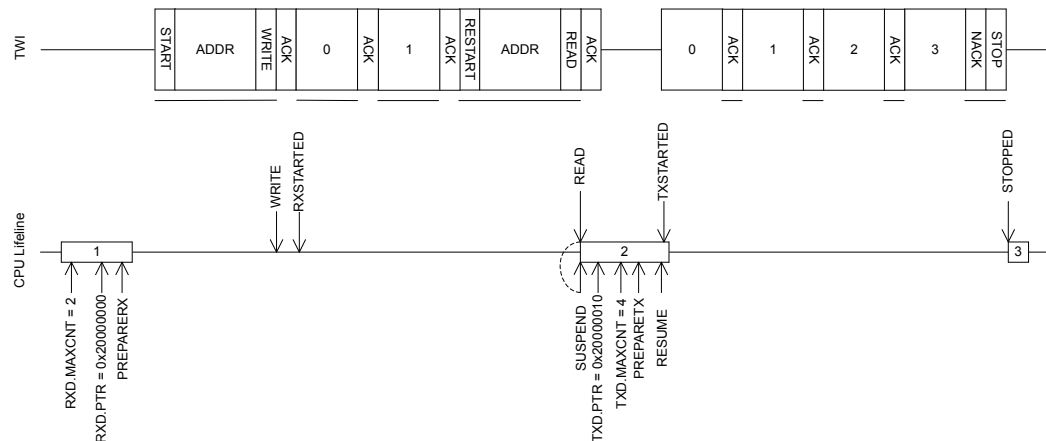 TWI
START
ADDR
WRITE
ACK
0
ACK
1
ACK
RESTART
ADDR
READ
ACK
0
ACK
1
ACK
2
ACK
3
NACK
STOP
CPU Lifeline
WRITE
RXSTARTED
READ
TXSTARTED
STOPPED
1
2
3
RXD.MAXCNT = 2
RXD.PTR = 0x20000000
PREPARERX
SUSPEND
TXD.PTR = 0x20000010
TXD.MAXCNT = 4
PREPARETX
RESUME